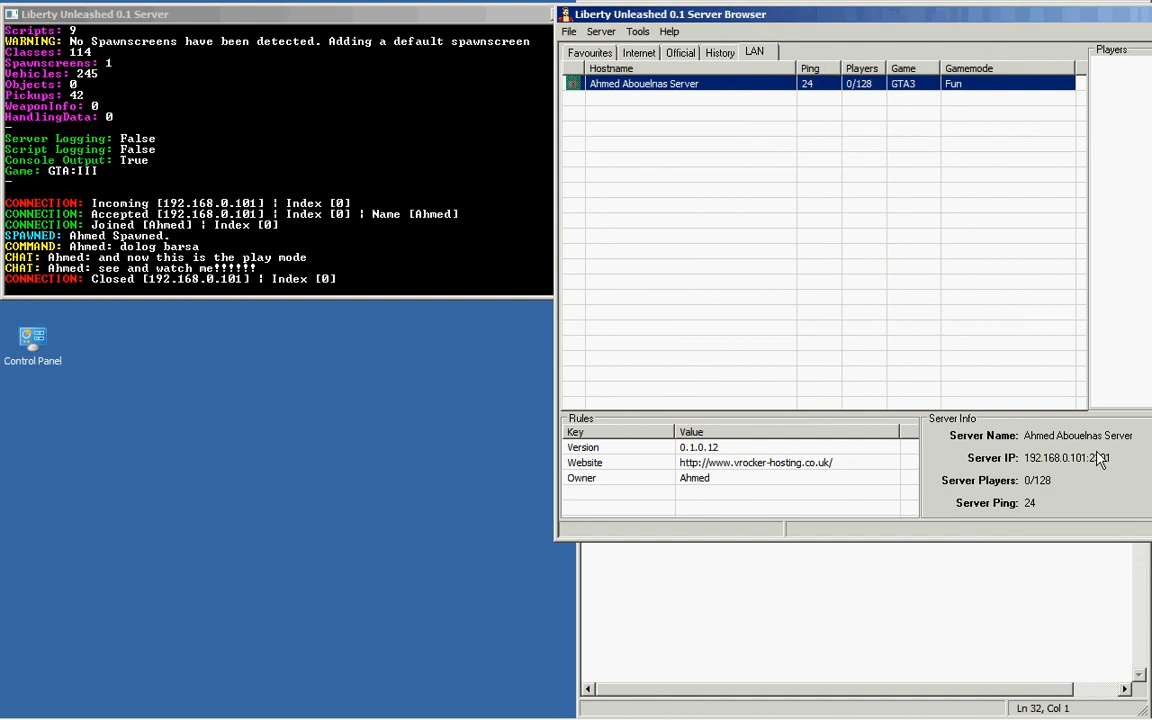 Liberty Unleashed 0.1 Server
Scripts: 9
WARNING: No Spawnscreens have been detected. Adding a default spawnscreen
Classes: 114
Spawnscreens: 1
Vehicles: 245
Objects: 0
Pickups: 42
WeaponInfo: 0
HandlingData: 0
-
Server Logging: False
Script Logging: False
Console Output: True
Game: GTA:III
-
CONNECTION: Incoming [192.168.0.101] ¦ Index [0]
CONNECTION: Accepted [192.168.0.101] ¦ Index [0] ¦ Name [Ahmed]
CONNECTION: Joined [Ahmed] ¦ Index [0]
SPAWNED: Ahmed Spawned.
COMMAND: Ahmed: dolog barsa
CHAT: Ahmed: and now this is the play mode
CHAT: Ahmed: see and watch me!!!!!!
CONNECTION: Closed [192.168.0.101] ¦ Index [0]
Control Panel
Liberty Unleashed 0.1 Server Browser
File Server Tools Help
Favourites Internet Official History LAN
Hostname Ping Players Game Gamemode
Ahmed Abouelnas Server 24 0/128 GTA3 Fun
Players
Rules
Key Value
Version 0.1.0.12
Website http://www.vrocker-hosting.co.uk/
Owner Ahmed
Server Info
Server Name: Ahmed Abouelnas Server
Server IP: 192.168.0.101:
Server Players: 0/128
Server Ping: 24
Ln 32, Col 1